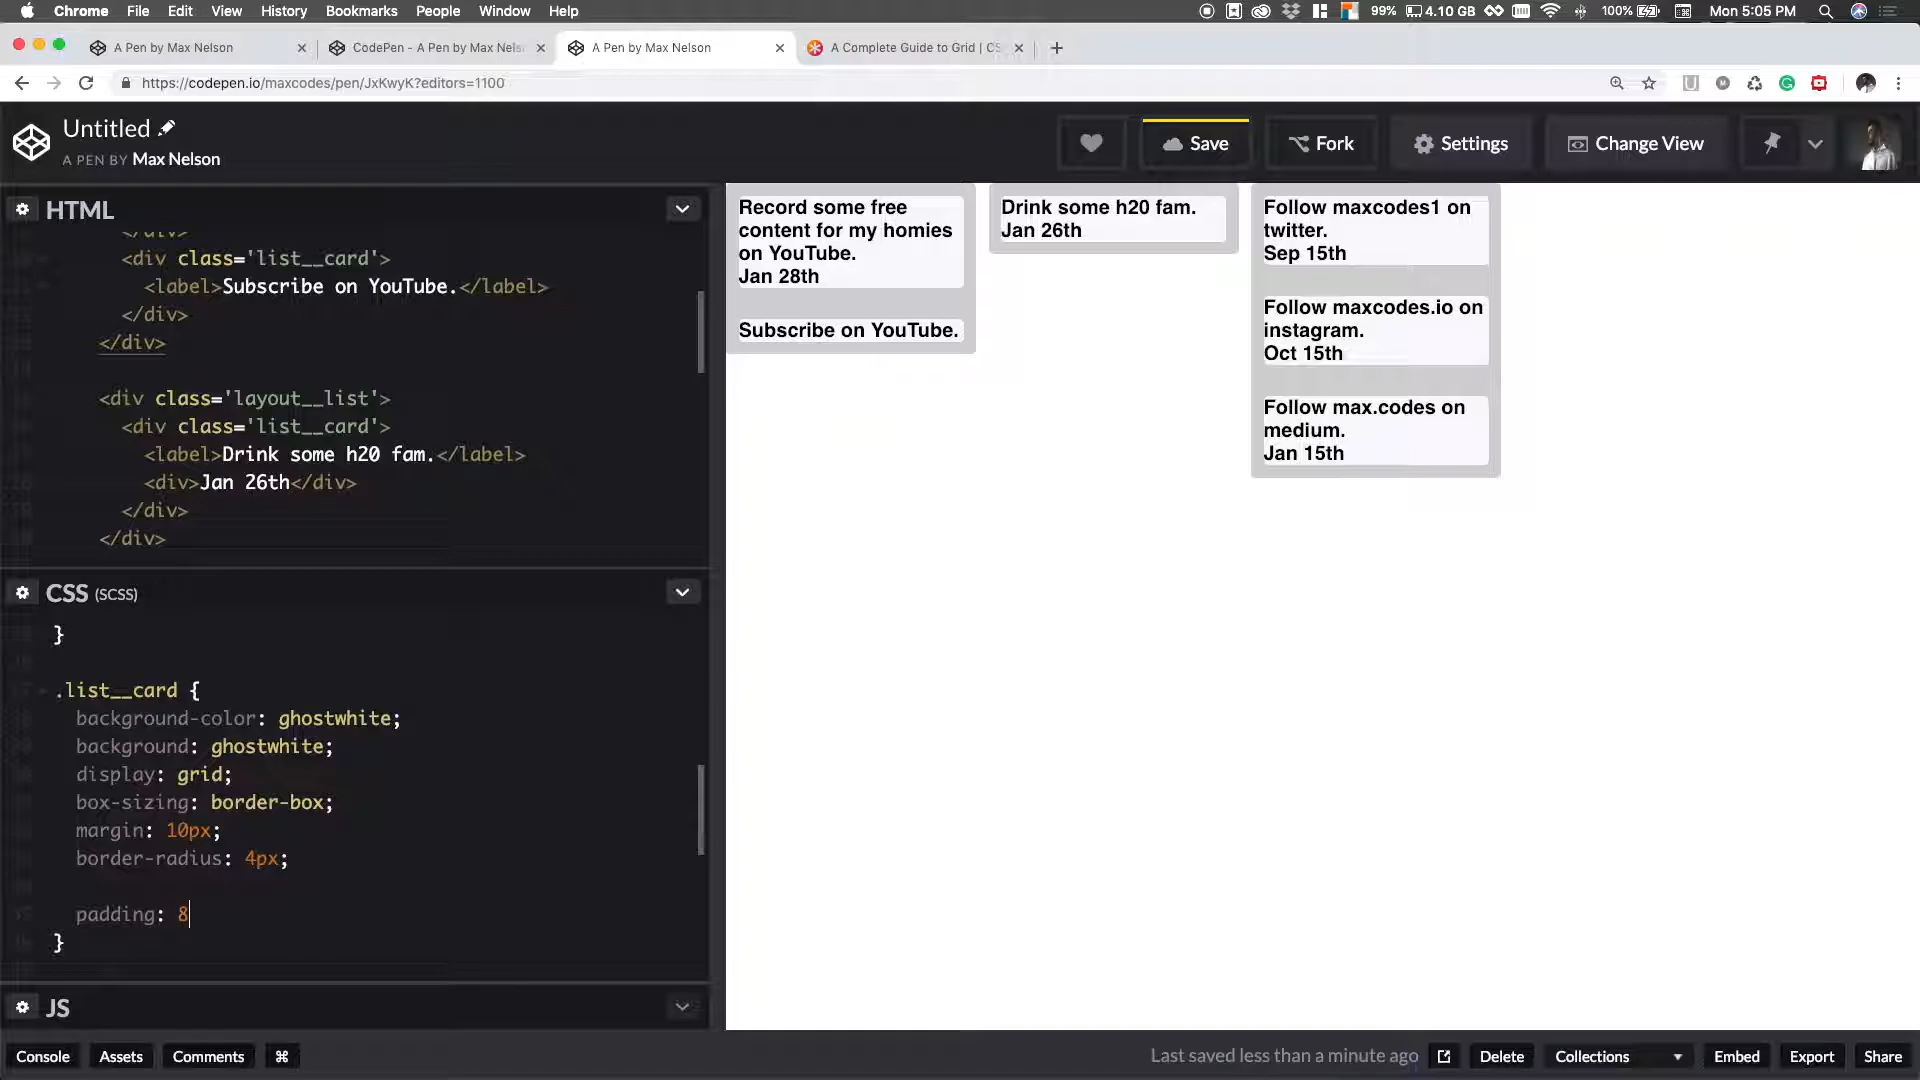 Chrome File Edit View History Bookmarks People Window Help 99% 4.10 GB 100% Mon 5:05 PM
A Pen by Max Nelson CodePen - A Pen by Max Nels A Pen by Max Nelson A Complete Guide to Grid | CS
https://codepen.io/maxcodes/pen/JxKwyK?editors=1100
Untitled
A PEN BY Max Nelson
Save Fork Settings Change View
HTML
</div>
<div class='list__card'>
<label>Subscribe on YouTube.</label>
</div>
</div>
<div class='layout__list'>
<div class='list__card'>
<label>Drink some h20 fam.</label>
<div>Jan 26th</div>
</div>
</div>
CSS (SCSS)
}
.list__card {
background-color: ghostwhite;
background: ghostwhite;
display: grid;
box-sizing: border-box;
margin: 10px;
border-radius: 4px;
padding: 8
}
JS
Record some free
content for my homies
on YouTube.
Jan 28th
Subscribe on YouTube.
Drink some h20 fam.
Jan 26th
Follow maxcodes1 on
twitter.
Sep 15th
Follow maxcodes.io on
instagram.
Oct 15th
Follow max.codes on
medium.
Jan 15th
Console Assets Comments ⌘ Last saved less than a minute ago Delete Collections Embed Export Share